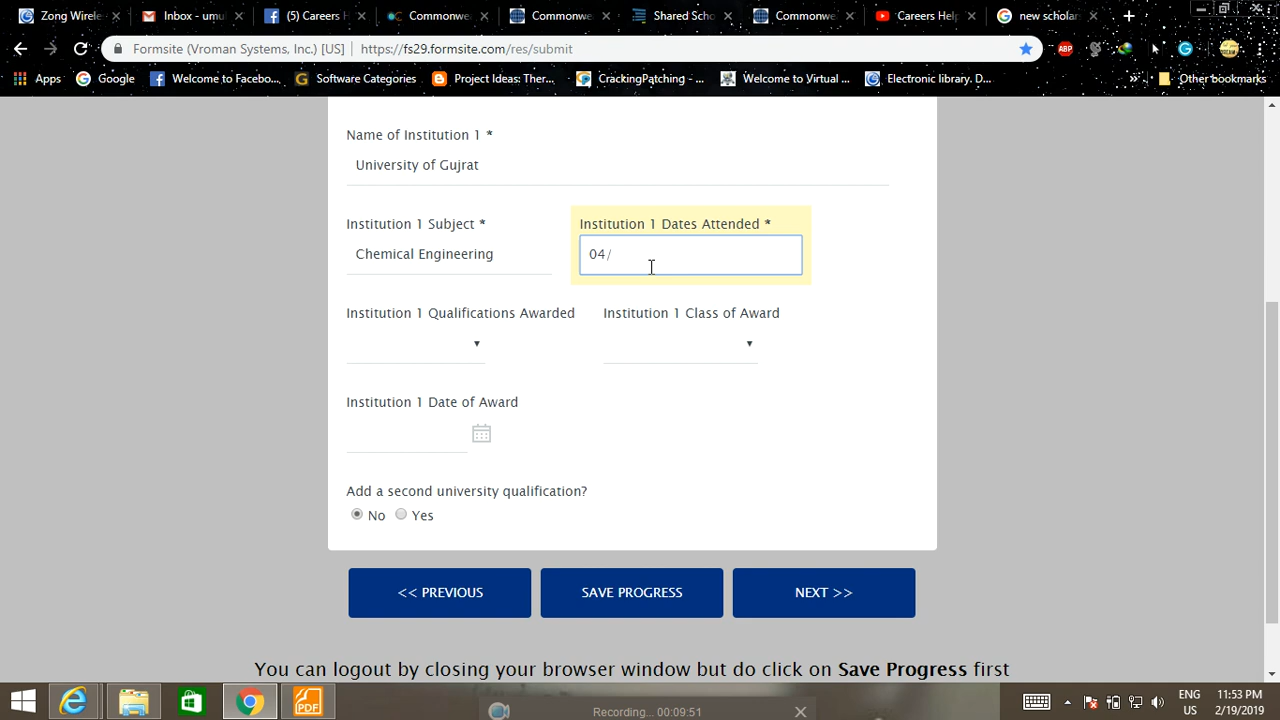 Zong Wirele
Inbox - umu
(5) Careers H
Commonwe
Commonw
Shared Scho
Commonw
Careers Help
new scholar
Formsite (Vroman Systems, Inc.) [US]
https://fs29.formsite.com/res/submit
ABP
Apps
Google
Welcome to Facebo...
Software Categories
Project Ideas: Ther...
CrackingPatching - ...
Welcome to Virtual ...
Electronic library. D...
Other bookmarks
Name of Institution 1 *
University of Gujrat
Institution 1 Subject *
Institution 1 Dates Attended *
Chemical Engineering
04/
Institution 1 Qualifications Awarded
Institution 1 Class of Award
Institution 1 Date of Award
Add a second university qualification?
No
Yes
<< PREVIOUS
SAVE PROGRESS
NEXT >>
You can logout by closing your browser window but do click on Save Progress first
PDF
Recording... 00:09:51
ENG
US
11:53 PM
2/19/2019